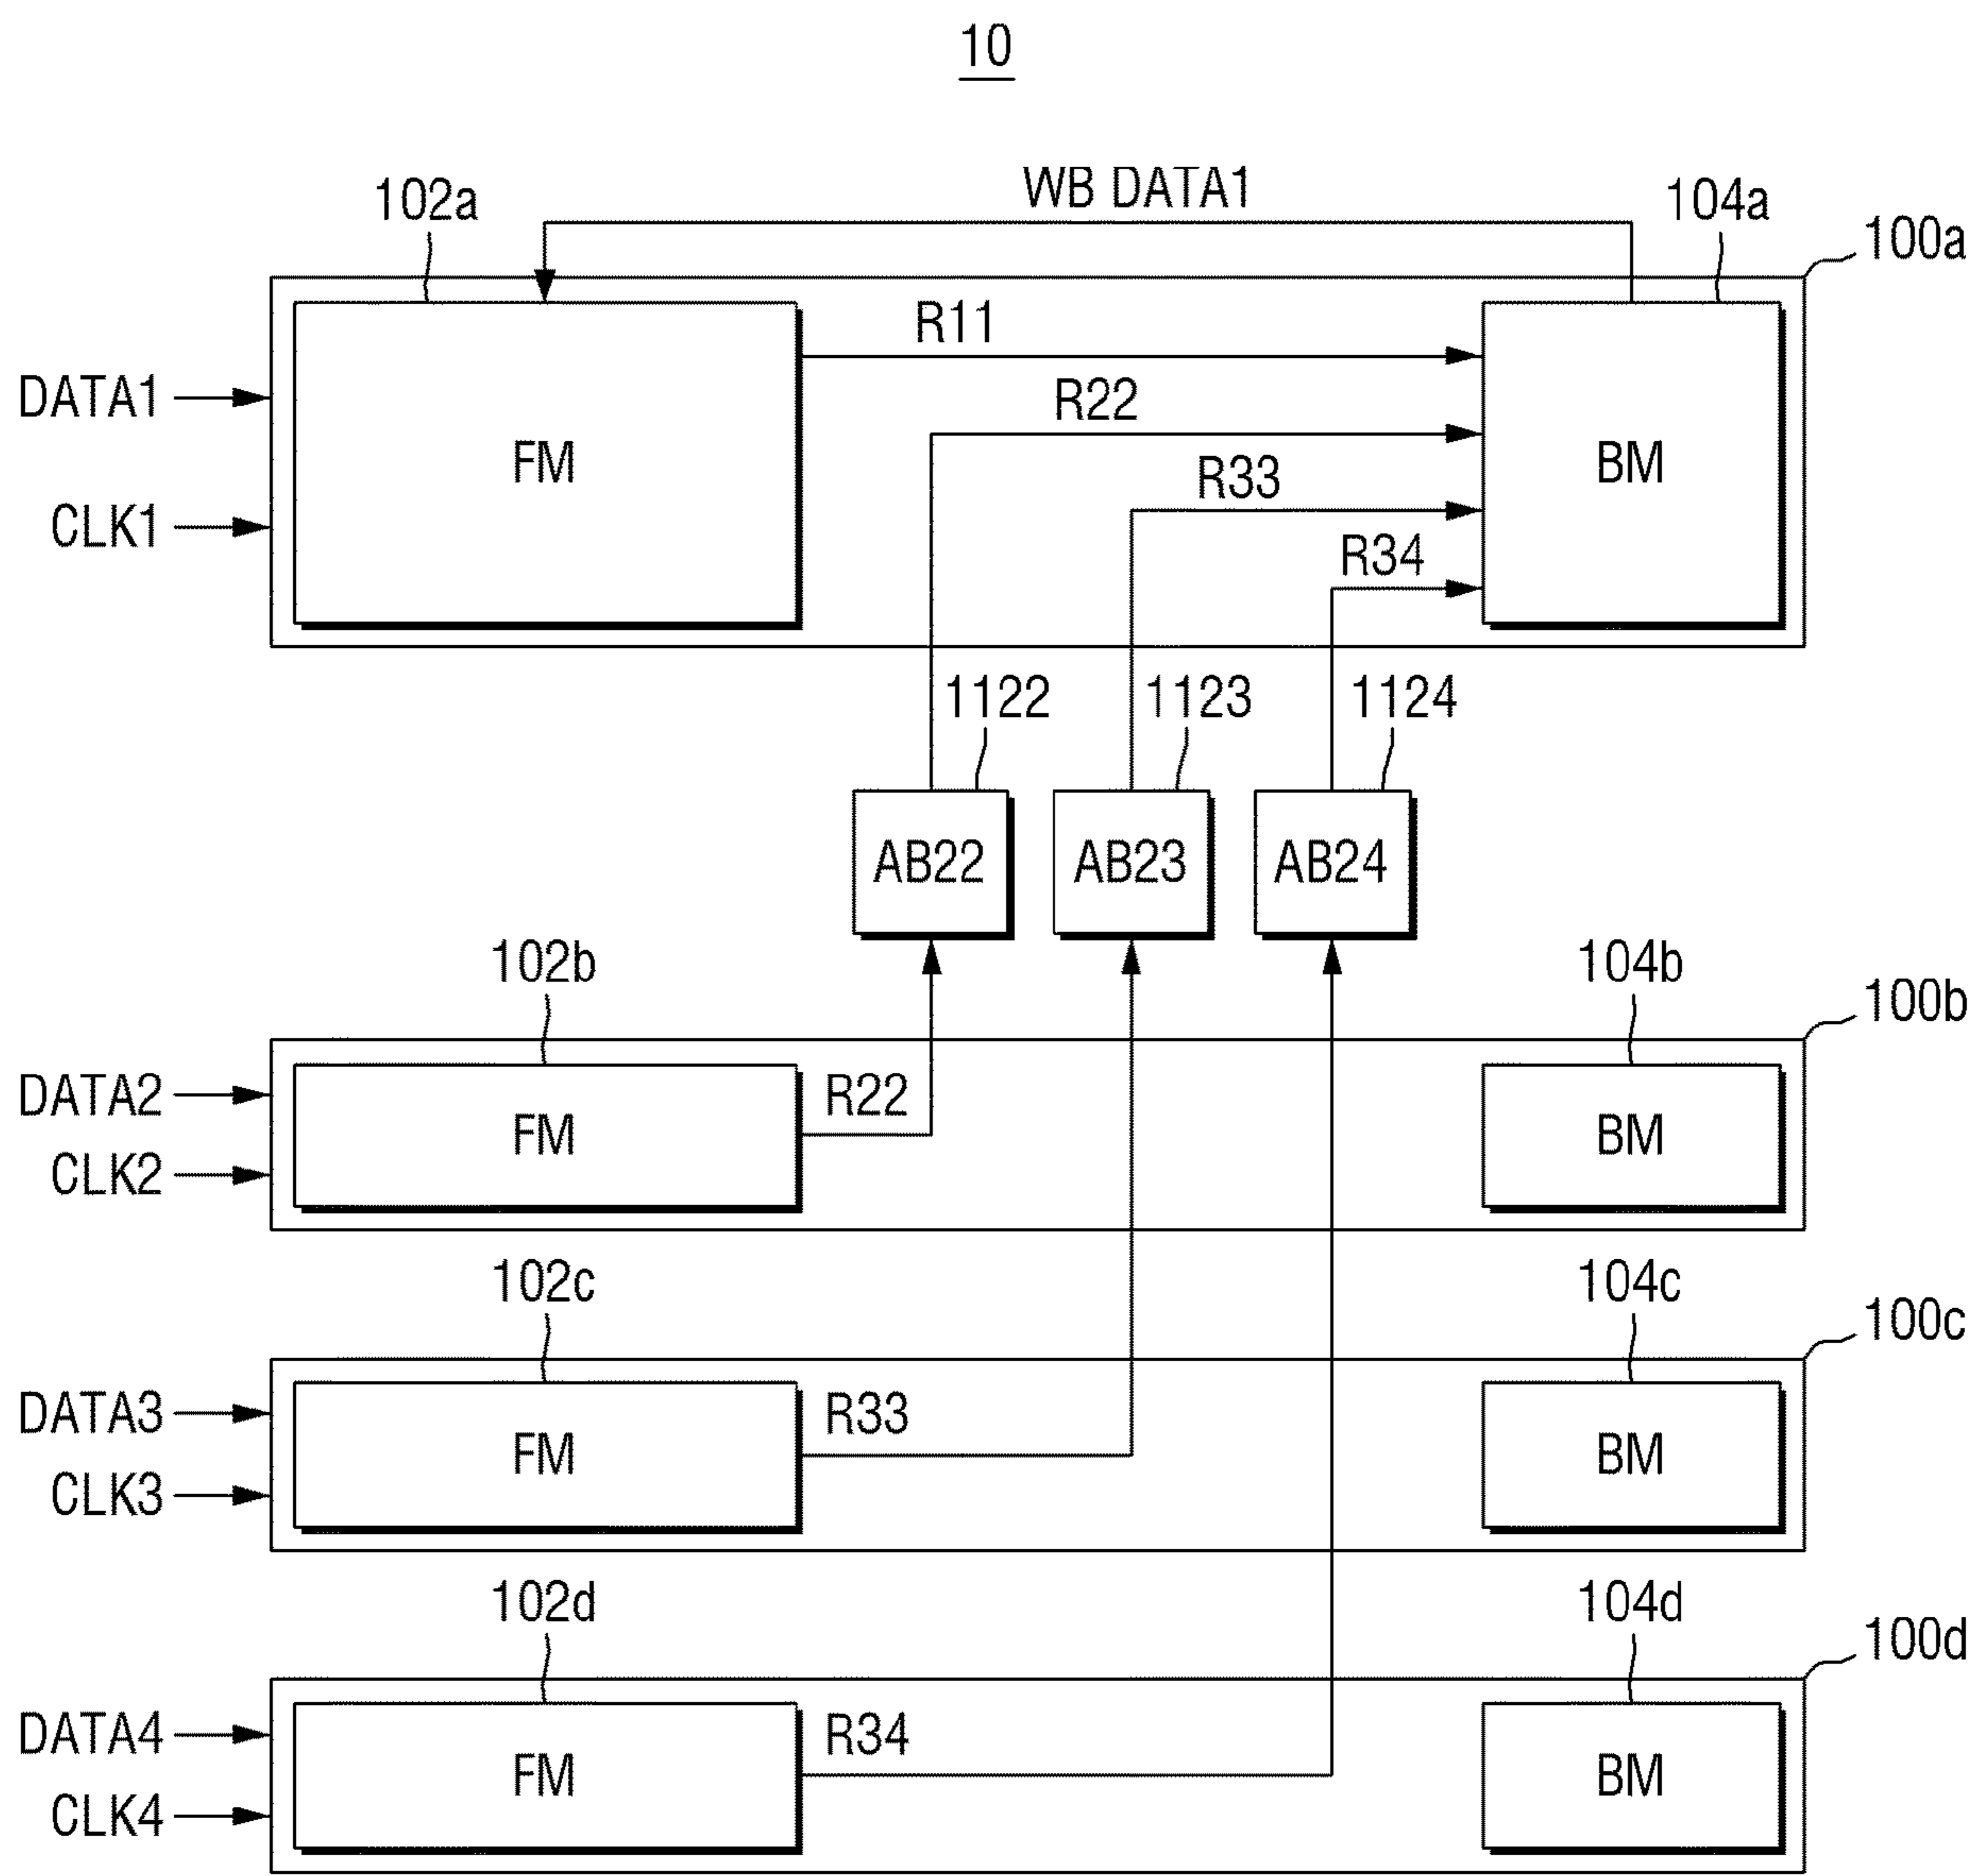 10
WB DATA1
102a
104a
100a
R11
DATA1
R22
FM
BM
R33
CLK1
R34
1122
1123
1124
AB22
AB23
AB24
102b
104b
100b
DATA2
R22
FM
BM
CLK2
102c
104c
100c
DATA3
R33
FM
BM
CLK3
102d
104d
100d
DATA4
R34
FM
BM
CLK4